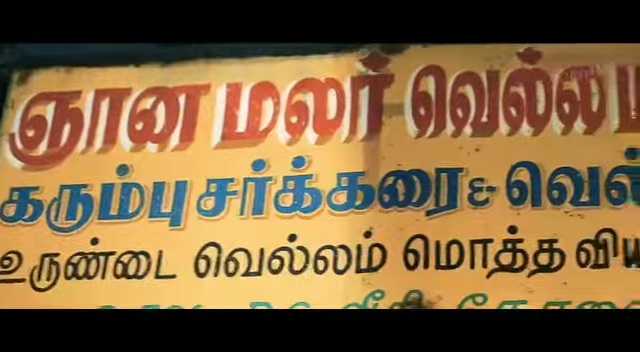 ஞான மலர் வெல்ல
கரும்பு சர்க்கரை & வெல்
உருண்டை வெல்லம் மொத்த விய